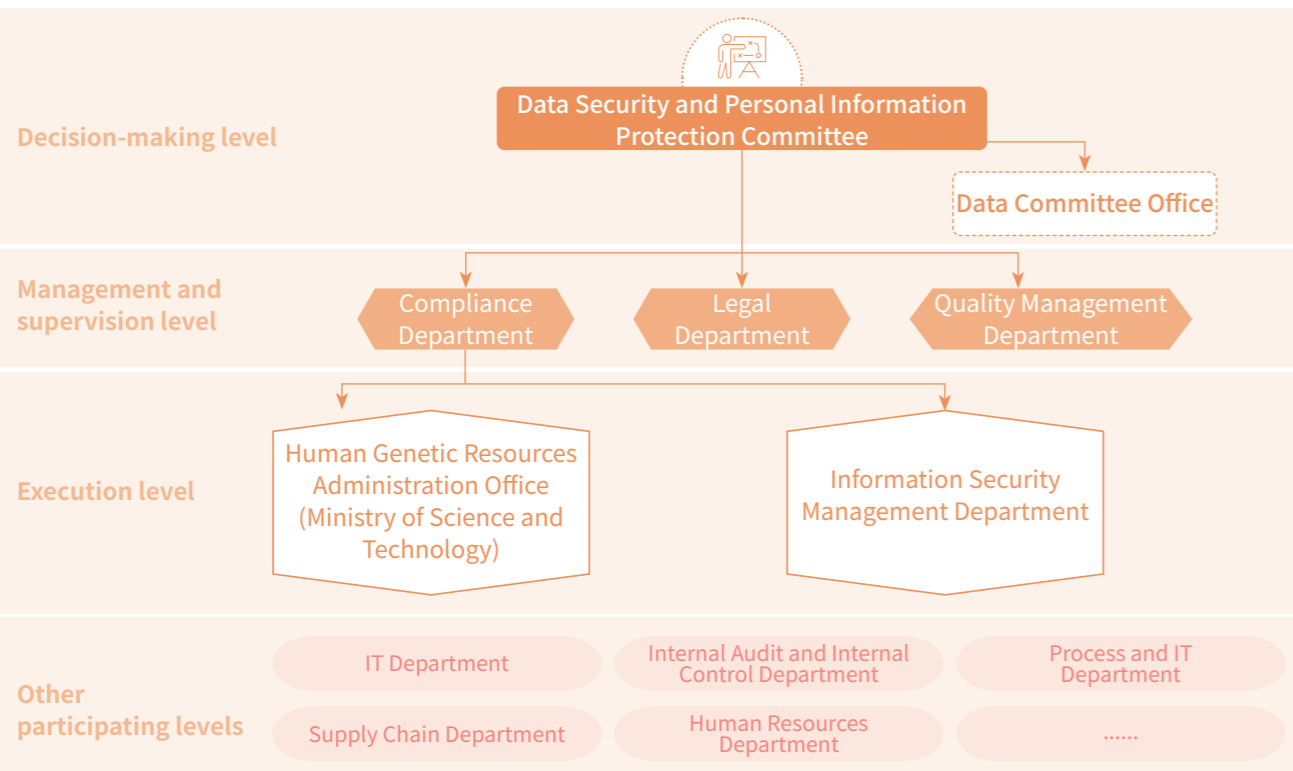 Decision-making level
Data Security and Personal Information
Protection Committee
Data Committee Office
Management and
supervision level
Compliance
Department
Legal
Department
Quality Management
Department
Execution level
Human Genetic Resources
Administration Office
(Ministry of Science and
Technology)
Information Security
Management Department
Other
participating levels
IT Department
Internal Audit and Internal
Control Department
Process and IT
Department
Supply Chain Department
Human Resources
Department
......